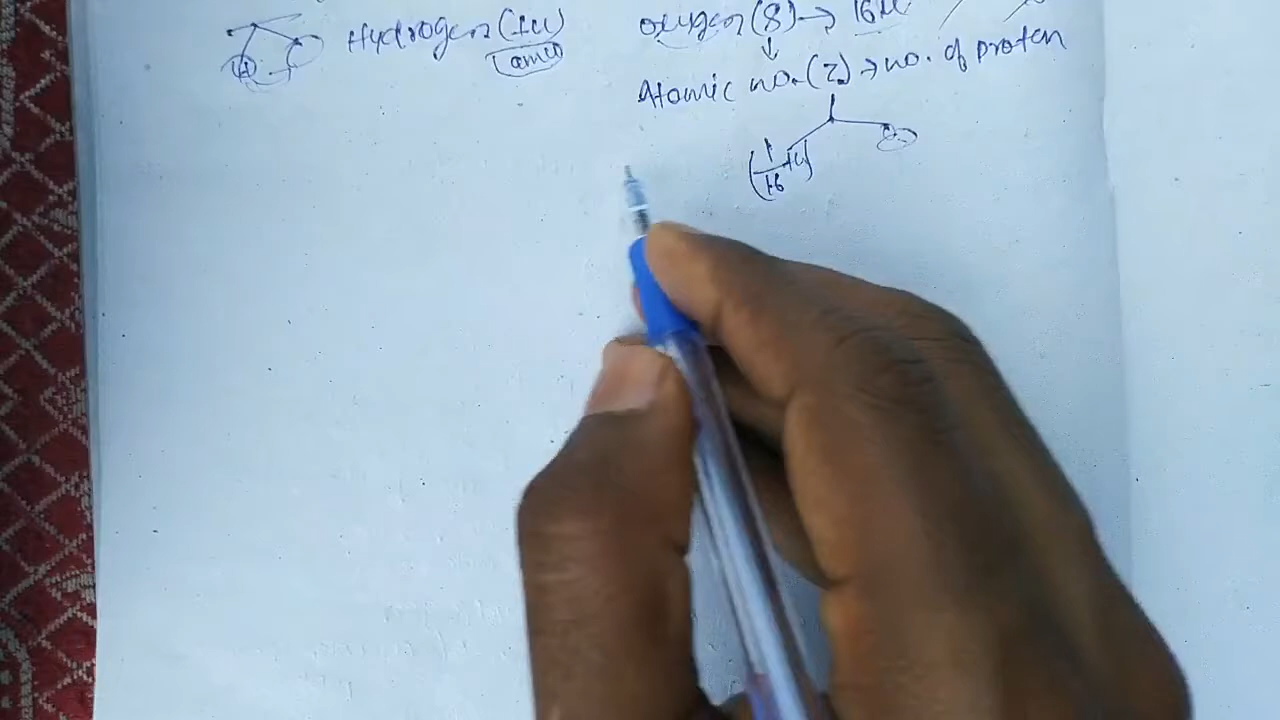 Hydrogen (1u)
amu
Oxygen (8) → 16u
↓
Atomic no. (Z) → no. of proton
(1/16 u)